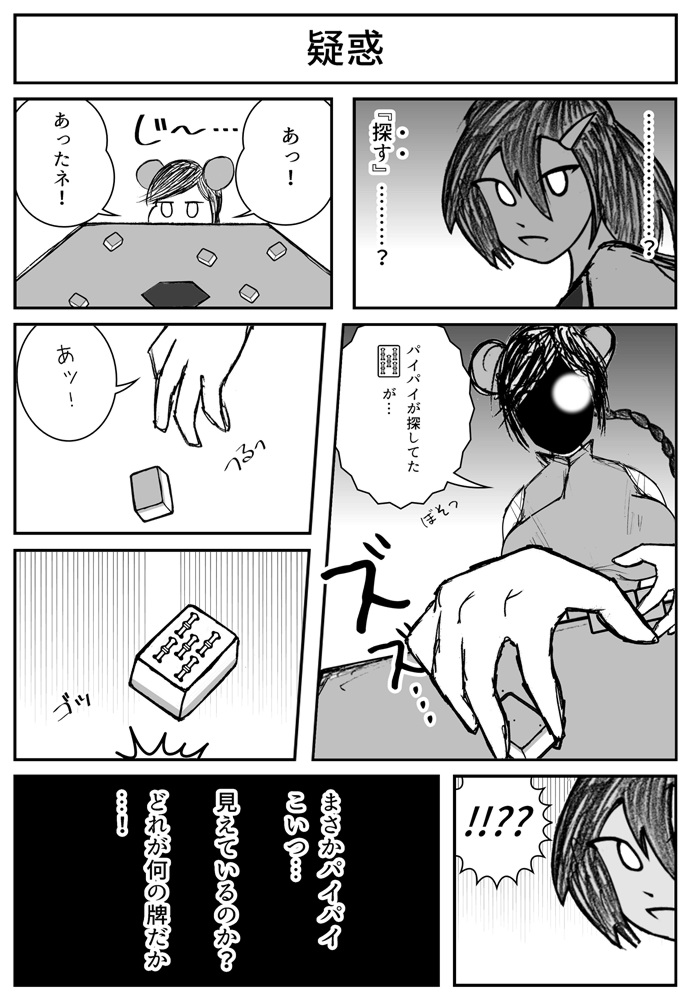 疑惑
…………………？
『探す』………？
あっ！
じ〜…
あったネ！
パイパイが探してた
が…
ぼそっ
ズ
ズ
…
あッ！
つるっ
ゴッ
!!??
まさかパイパイ
こいつ…
見えているのか？
どれが何の牌だか
…！